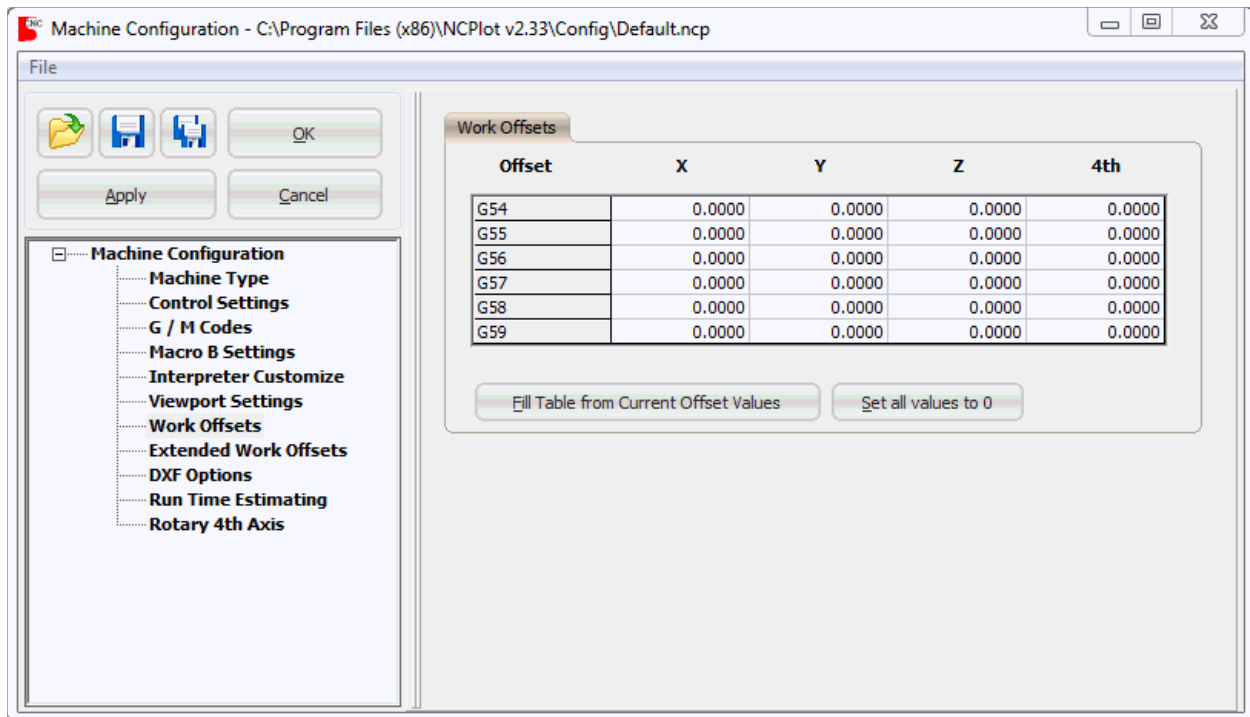 CNC
Machine Configuration - C:\Program Files (x86)\NCPlot v2.33\Config\Default.ncp
File
OK
Apply
Cancel
Machine Configuration
Machine Type
Control Settings
G / M Codes
Macro B Settings
Interpreter Customize
Viewport Settings
Work Offsets
Extended Work Offsets
DXF Options
Run Time Estimating
Rotary 4th Axis
Work Offsets
Offset X Y Z 4th
G54 0.0000 0.0000 0.0000 0.0000
G55 0.0000 0.0000 0.0000 0.0000
G56 0.0000 0.0000 0.0000 0.0000
G57 0.0000 0.0000 0.0000 0.0000
G58 0.0000 0.0000 0.0000 0.0000
G59 0.0000 0.0000 0.0000 0.0000
Fill Table from Current Offset Values
Set all values to 0